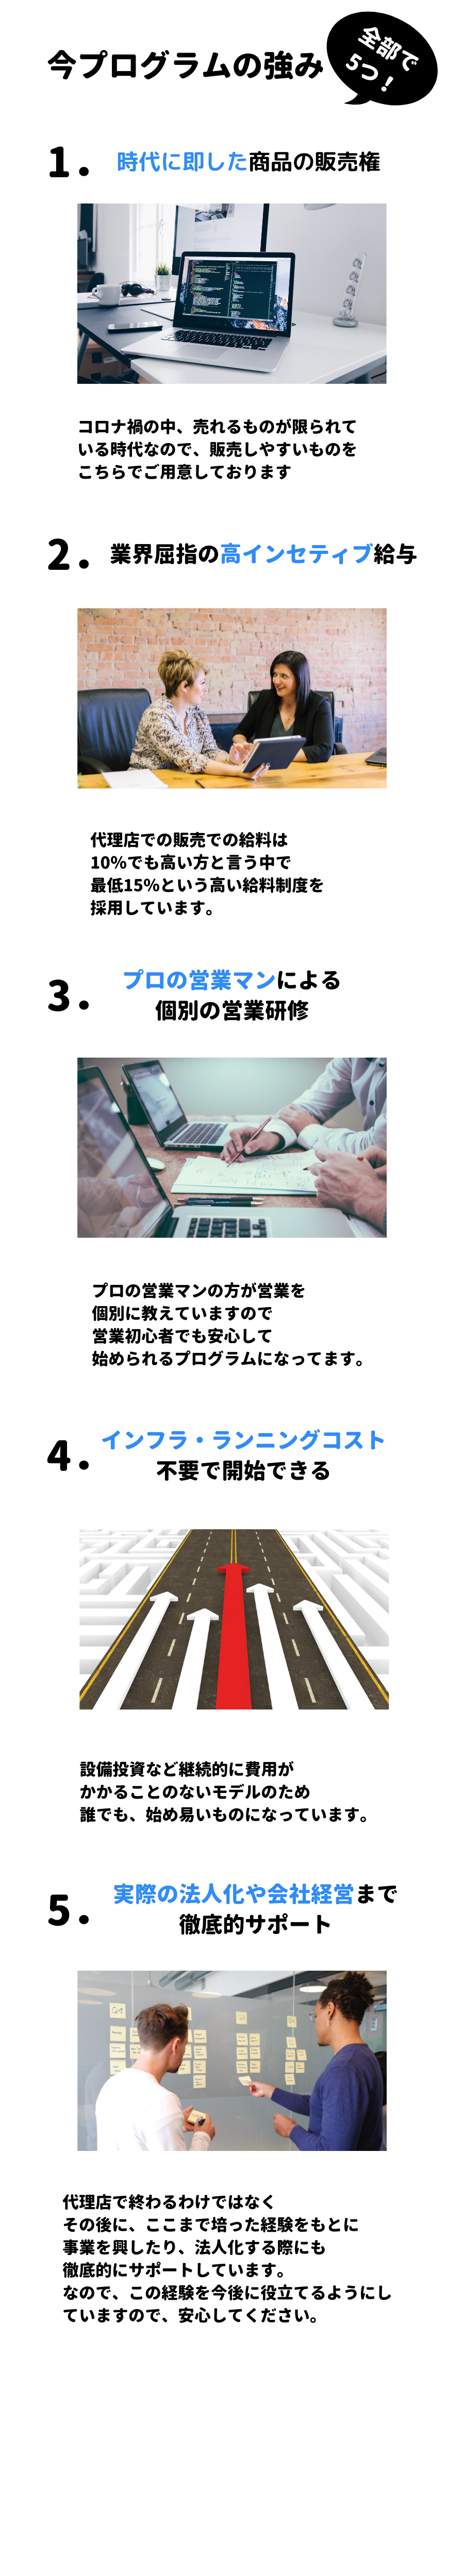 今プログラムの強み
全部で
5つ！
1.
時代に即した商品の販売権
コロナ禍の中、売れるものが限られて
いる時代なので、販売しやすいものを
こちらでご用意しております
2.
業界屈指の高インセティブ給与
代理店での販売での給料は
10%でも高い方と言う中で
最低15%という高い給料制度を
採用しています。
3.
プロの営業マンによる
個別の営業研修
プロの営業マンの方が営業を
個別に教えていますので
営業初心者でも安心して
始められるプログラムになってます。
4.
インフラ・ランニングコスト
不要で開始できる
設備投資など継続的に費用が
かかることのないモデルのため
誰でも、始め易いものになっています。
5.
実際の法人化や会社経営まで
徹底的サポート
Q4
代理店で終わるわけではなく
その後に、ここまで培った経験をもとに
事業を興したり、法人化する際にも
徹底的にサポートしています。
なので、この経験を今後に役立てるようにし
ていますので、安心してください。